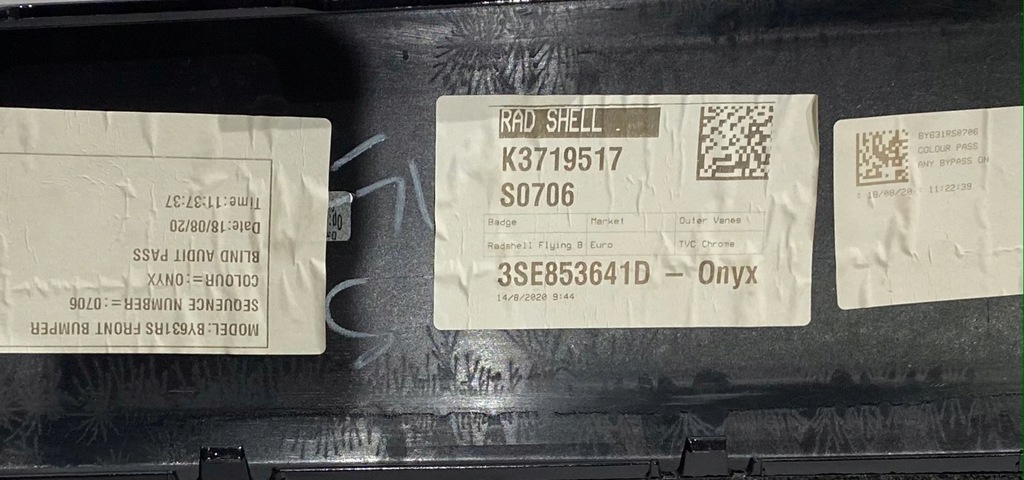 MODEL:BY631RS FRONT BUMPER
SEQUENCE NUMBER=:0706
COLOUR=:ONYX
BLIND AUDIT PASS
Date:18/08/20
Time:11:37:37
RAD SHELL
K3719517
S0706
Badge Market Outer Vanes
Radshell Flying B Euro TVC Chrome
3SE853641D - Onyx
14/8/2020 9:44
BY631RS0706
COLOUR PASS
ANY BYPASS ON
: 18/08/20 : 11:22:39